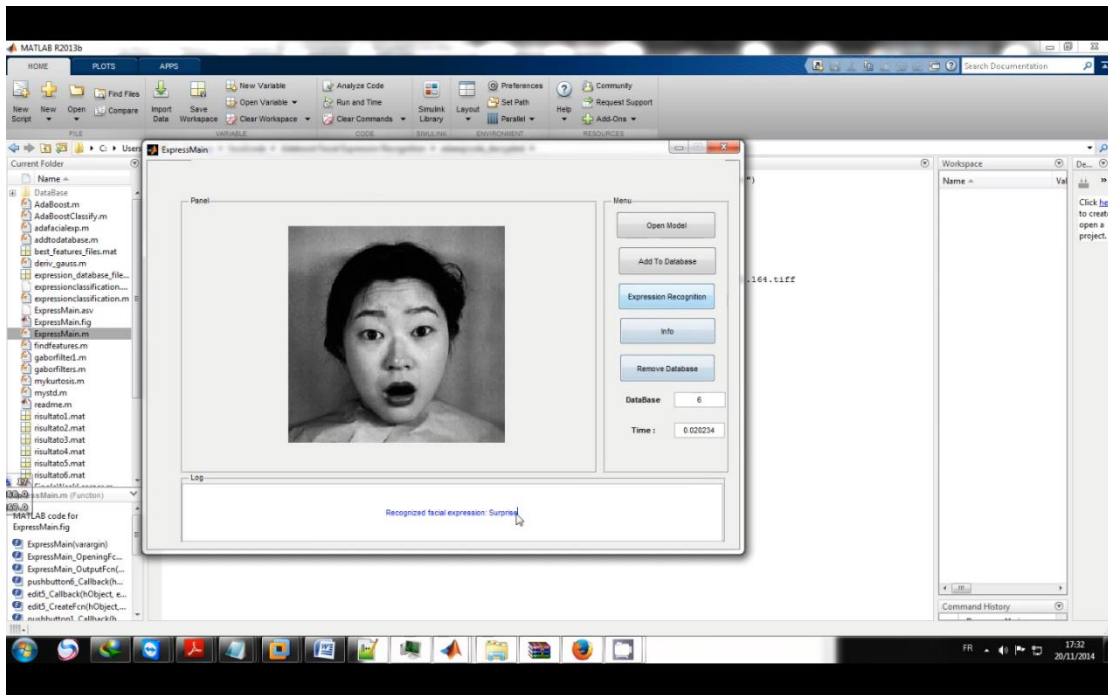 MATLAB R2013b
HOME PLOTS APPS
Search Documentation
New Script
New
Open
Find Files
Compare
Import Data
Save Workspace
New Variable
Open Variable
Clear Workspace
Analyze Code
Run and Time
Clear Commands
Simulink Library
Layout
Preferences
Set Path
Parallel
Help
Community
Request Support
Add-Ons
FILE VARIABLE CODE SIMULINK ENVIRONMENT RESOURCES
C: Users
Current Folder
Name
DataBase
AdaBoost.m
AdaBoostClassify.m
adafacialexp.m
addtodatabase.m
best_features_files.mat
deriv_gauss.m
expression_database_file...
expressionclassification....
expressionclassification.m
ExpressMain.asv
ExpressMain.fig
ExpressMain.m
findfeatures.m
gaborfilter1.m
gaborfilters.m
mykurtosis.m
mystd.m
readme.m
risultato1.mat
risultato2.mat
risultato3.mat
risultato4.mat
risultato5.mat
risultato6.mat
(Function)
MATLAB code for
ExpressMain.fig
ExpressMain(varargin)
ExpressMain_OpeningFc...
ExpressMain_OutputFcn(...
pushbutton6_Callback(h...
edit5_Callback(hObject, e...
edit5_CreateFcn(hObject,...
pushbutton1_Callback(h
ExpressMain
Panel
Menu
Open Model
Add To Database
Expression Recognition
Info
Remove Database
DataBase 6
Time : 0.020234
Log
Recognized facial expression: Surprise
")
.164.tiff
Workspace
Name Val
De...
Click he
to creat
open a
project.
Command History
FR
17:32
20/11/2014